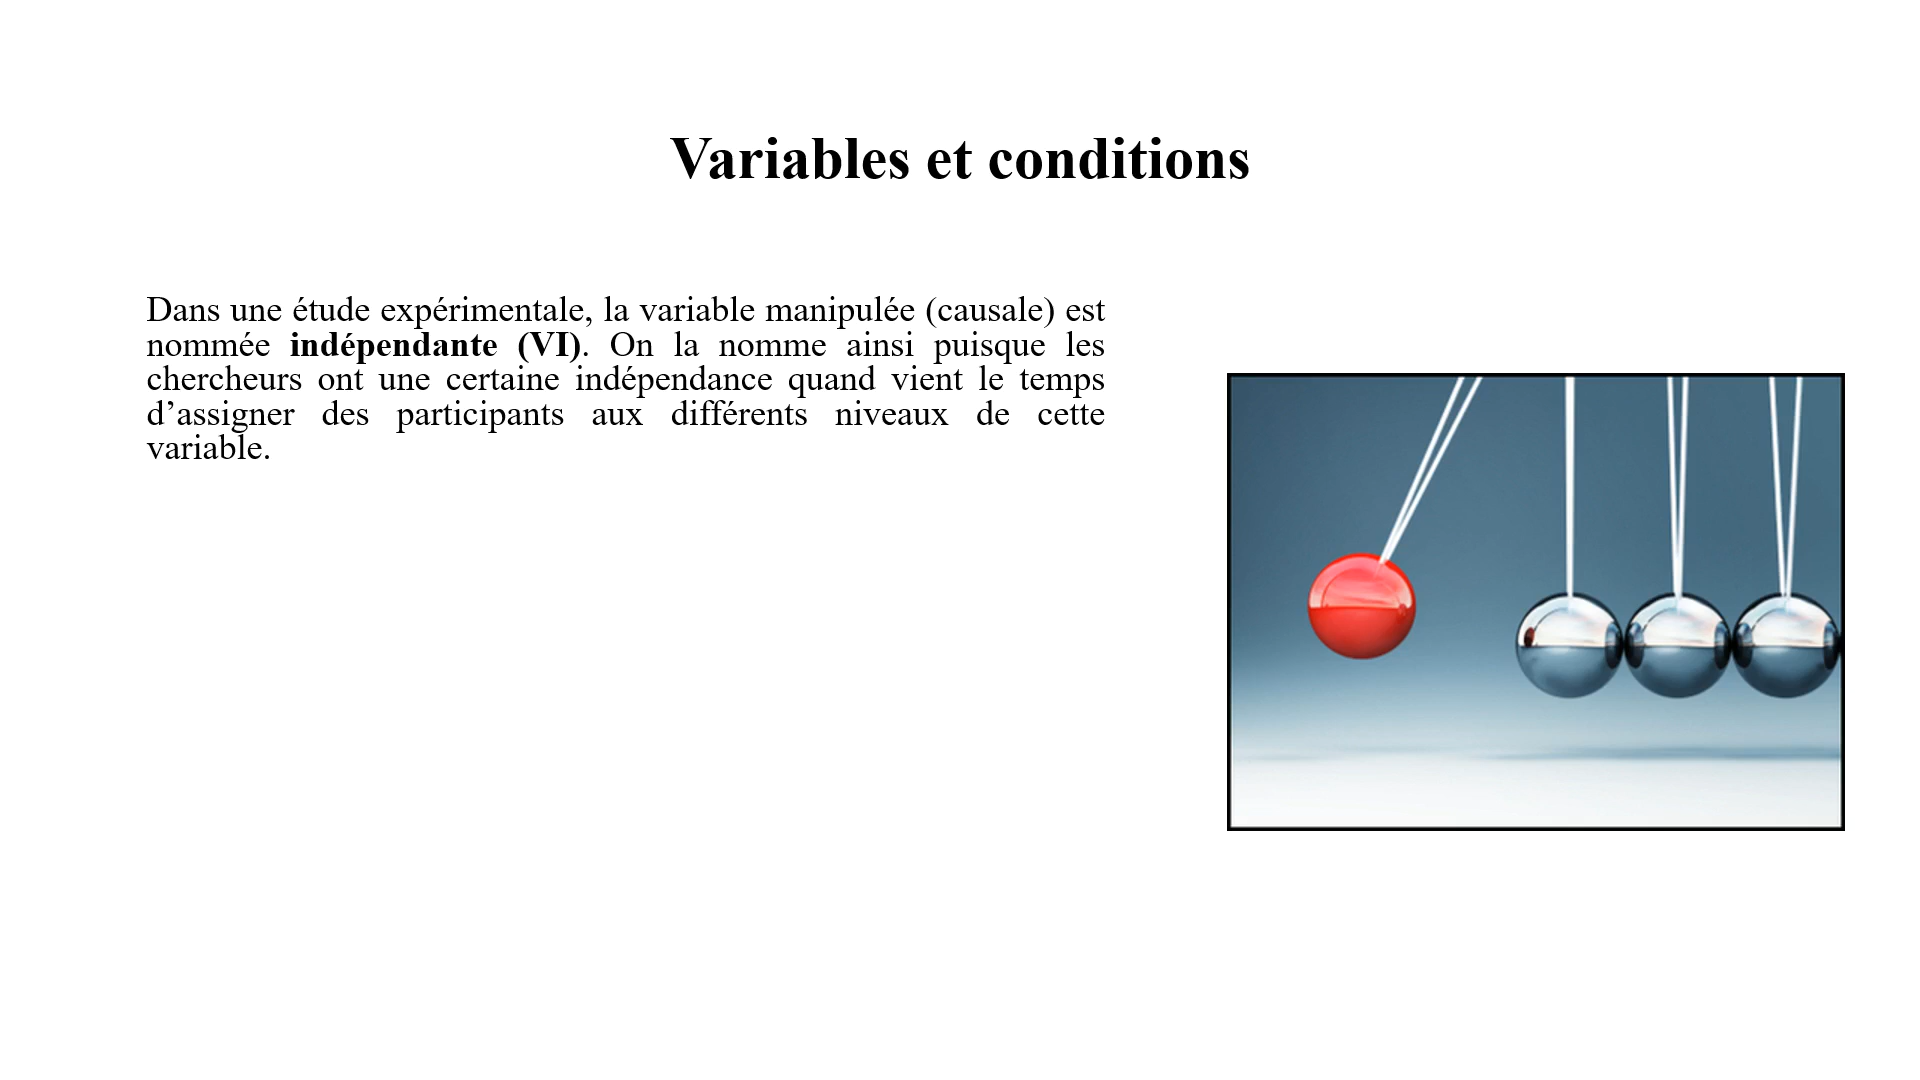 Variables et conditions
Dans une étude expérimentale, la variable manipulée (causale) est
nommée indépendante (VI). On la nomme ainsi puisque les
chercheurs ont une certaine indépendance quand vient le temps
d’assigner des participants aux différents niveaux de cette
variable.